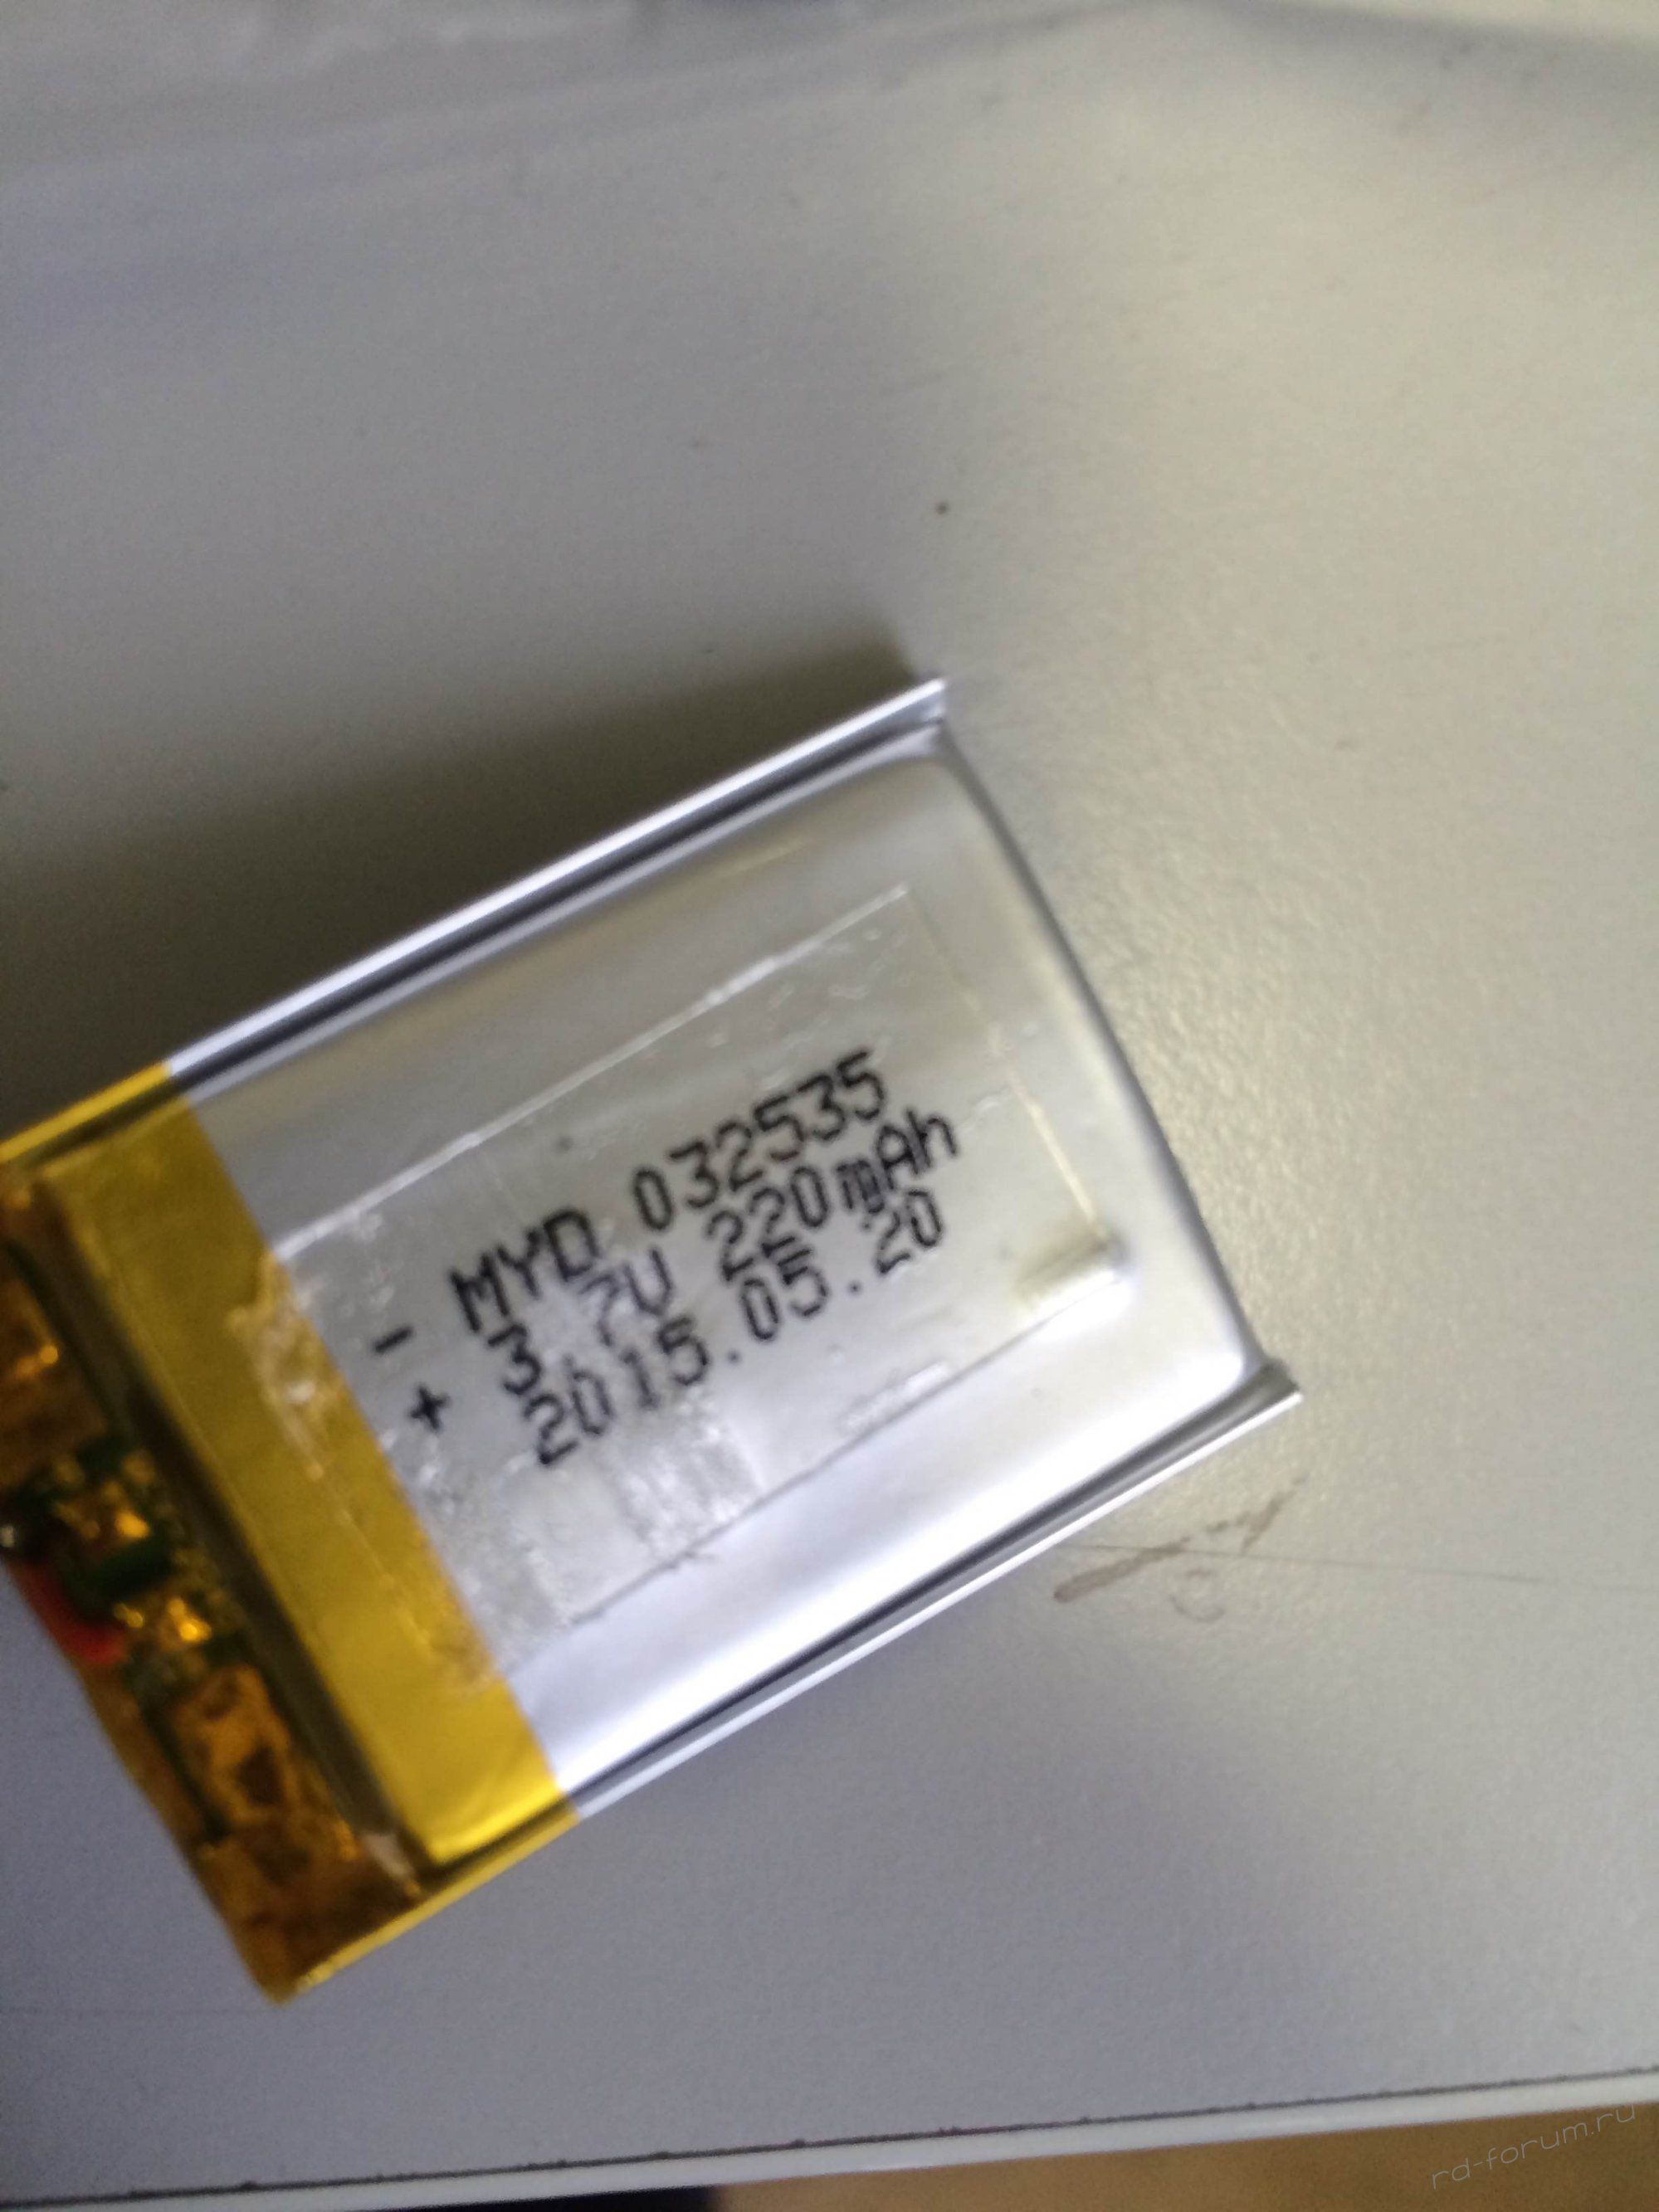 - MYD 032535
+ 3.7V 220mAh
2015.05.20
rd-forum.ru